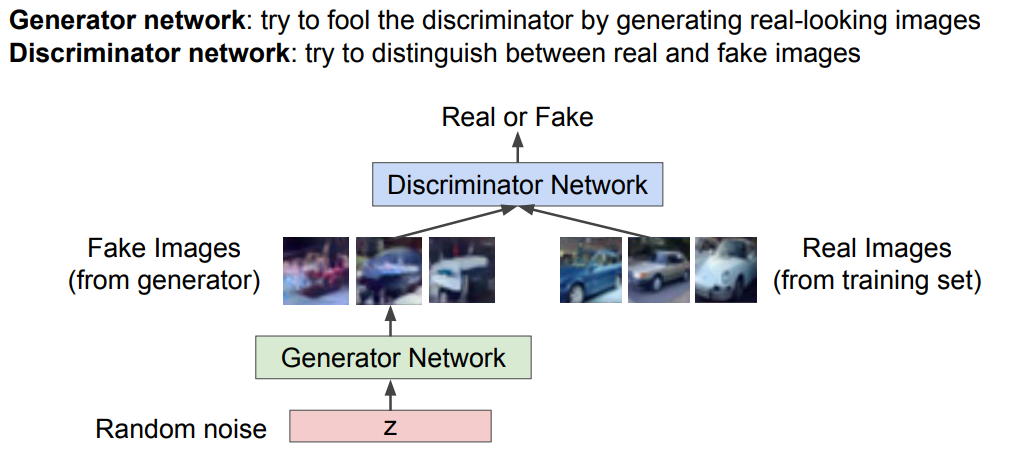 Generator network: try to fool the discriminator by generating real-looking images
Discriminator network: try to distinguish between real and fake images
Real or Fake
Discriminator Network
Fake Images
(from generator)
Real Images
(from training set)
Generator Network
Random noise
z